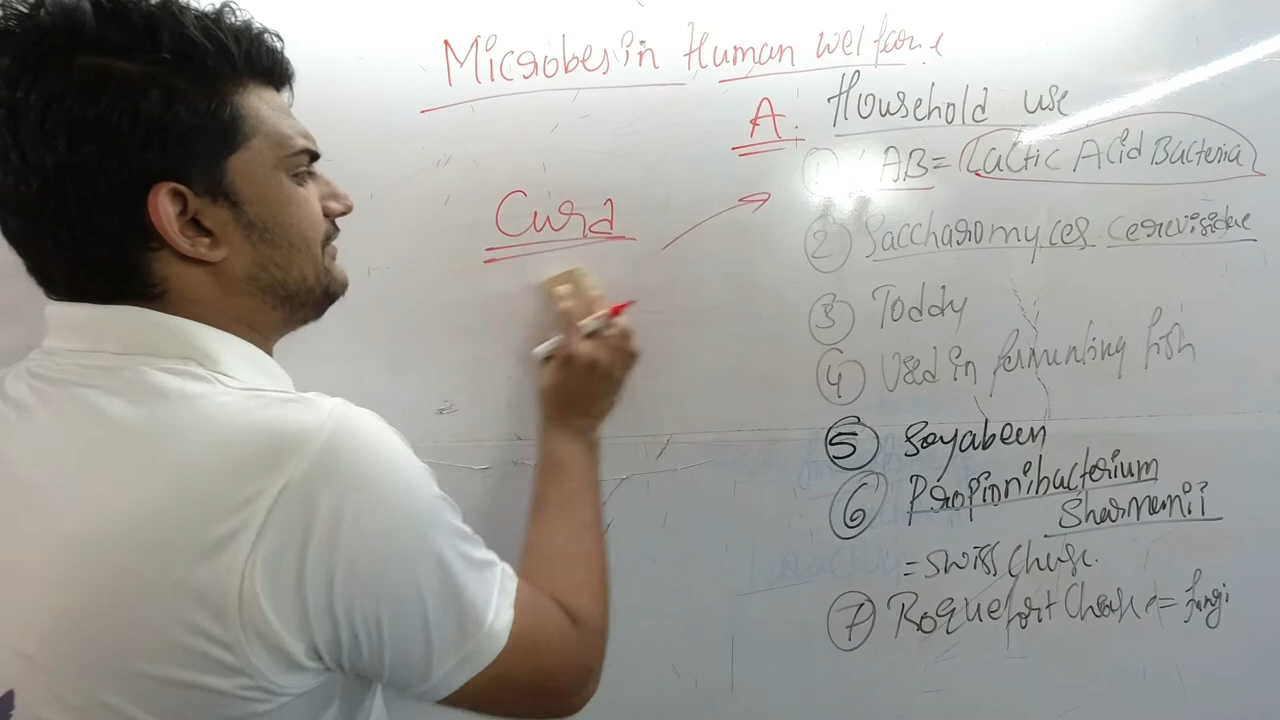 Microbes in Human Welfare
A. Household use
① LAB = Lactic Acid Bacteria
Curd
② Saccharomyces cerevisidae
③ Toddy
④ Used in fermenting fish
⑤ Soyabeen
⑥ Propionibacterium
Sharmanii
= Swiss Cheese.
⑦ Roquefort Cheese = fungi